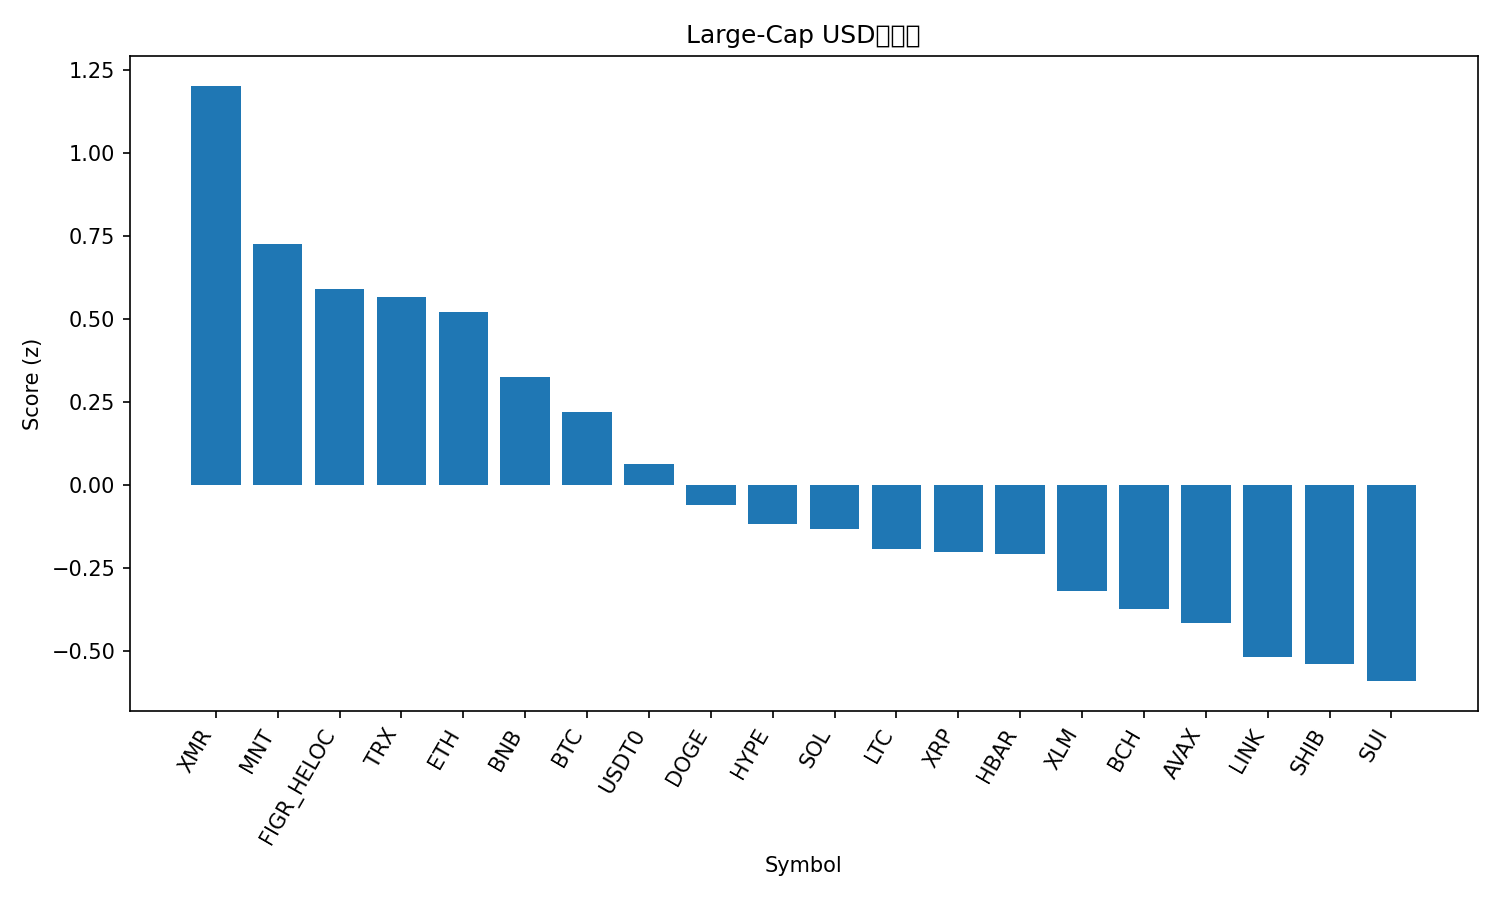 Large-Cap USD
1.25
1.00
0.75
0.50
0.25
0.00
−0.25
−0.50
Score (z)
XMR
MNT
FIGR_HELOC
TRX
ETH
BNB
BTC
USDT0
DOGE
HYPE
SOL
LTC
XRP
HBAR
XLM
BCH
AVAX
LINK
SHIB
SUI
Symbol